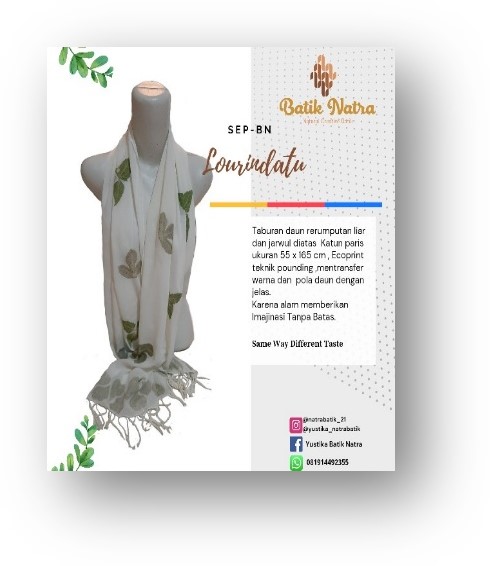 Batik Natra
SEP-BN
Lourindatu
Taburan daun rerumputan liar
dan jarwul diatas Katun paris
ukuran 55 x 165 cm , Ecoprint
teknik pounding ,mentransfer
warna dan pola daun dengan
jelas.
Karena alam memberikan
Imajinasi Tanpa Batas.
Same Way Different Taste
@natrabatik_21
@yustika_natrabatik
Yustika Batik Natra
081914492355